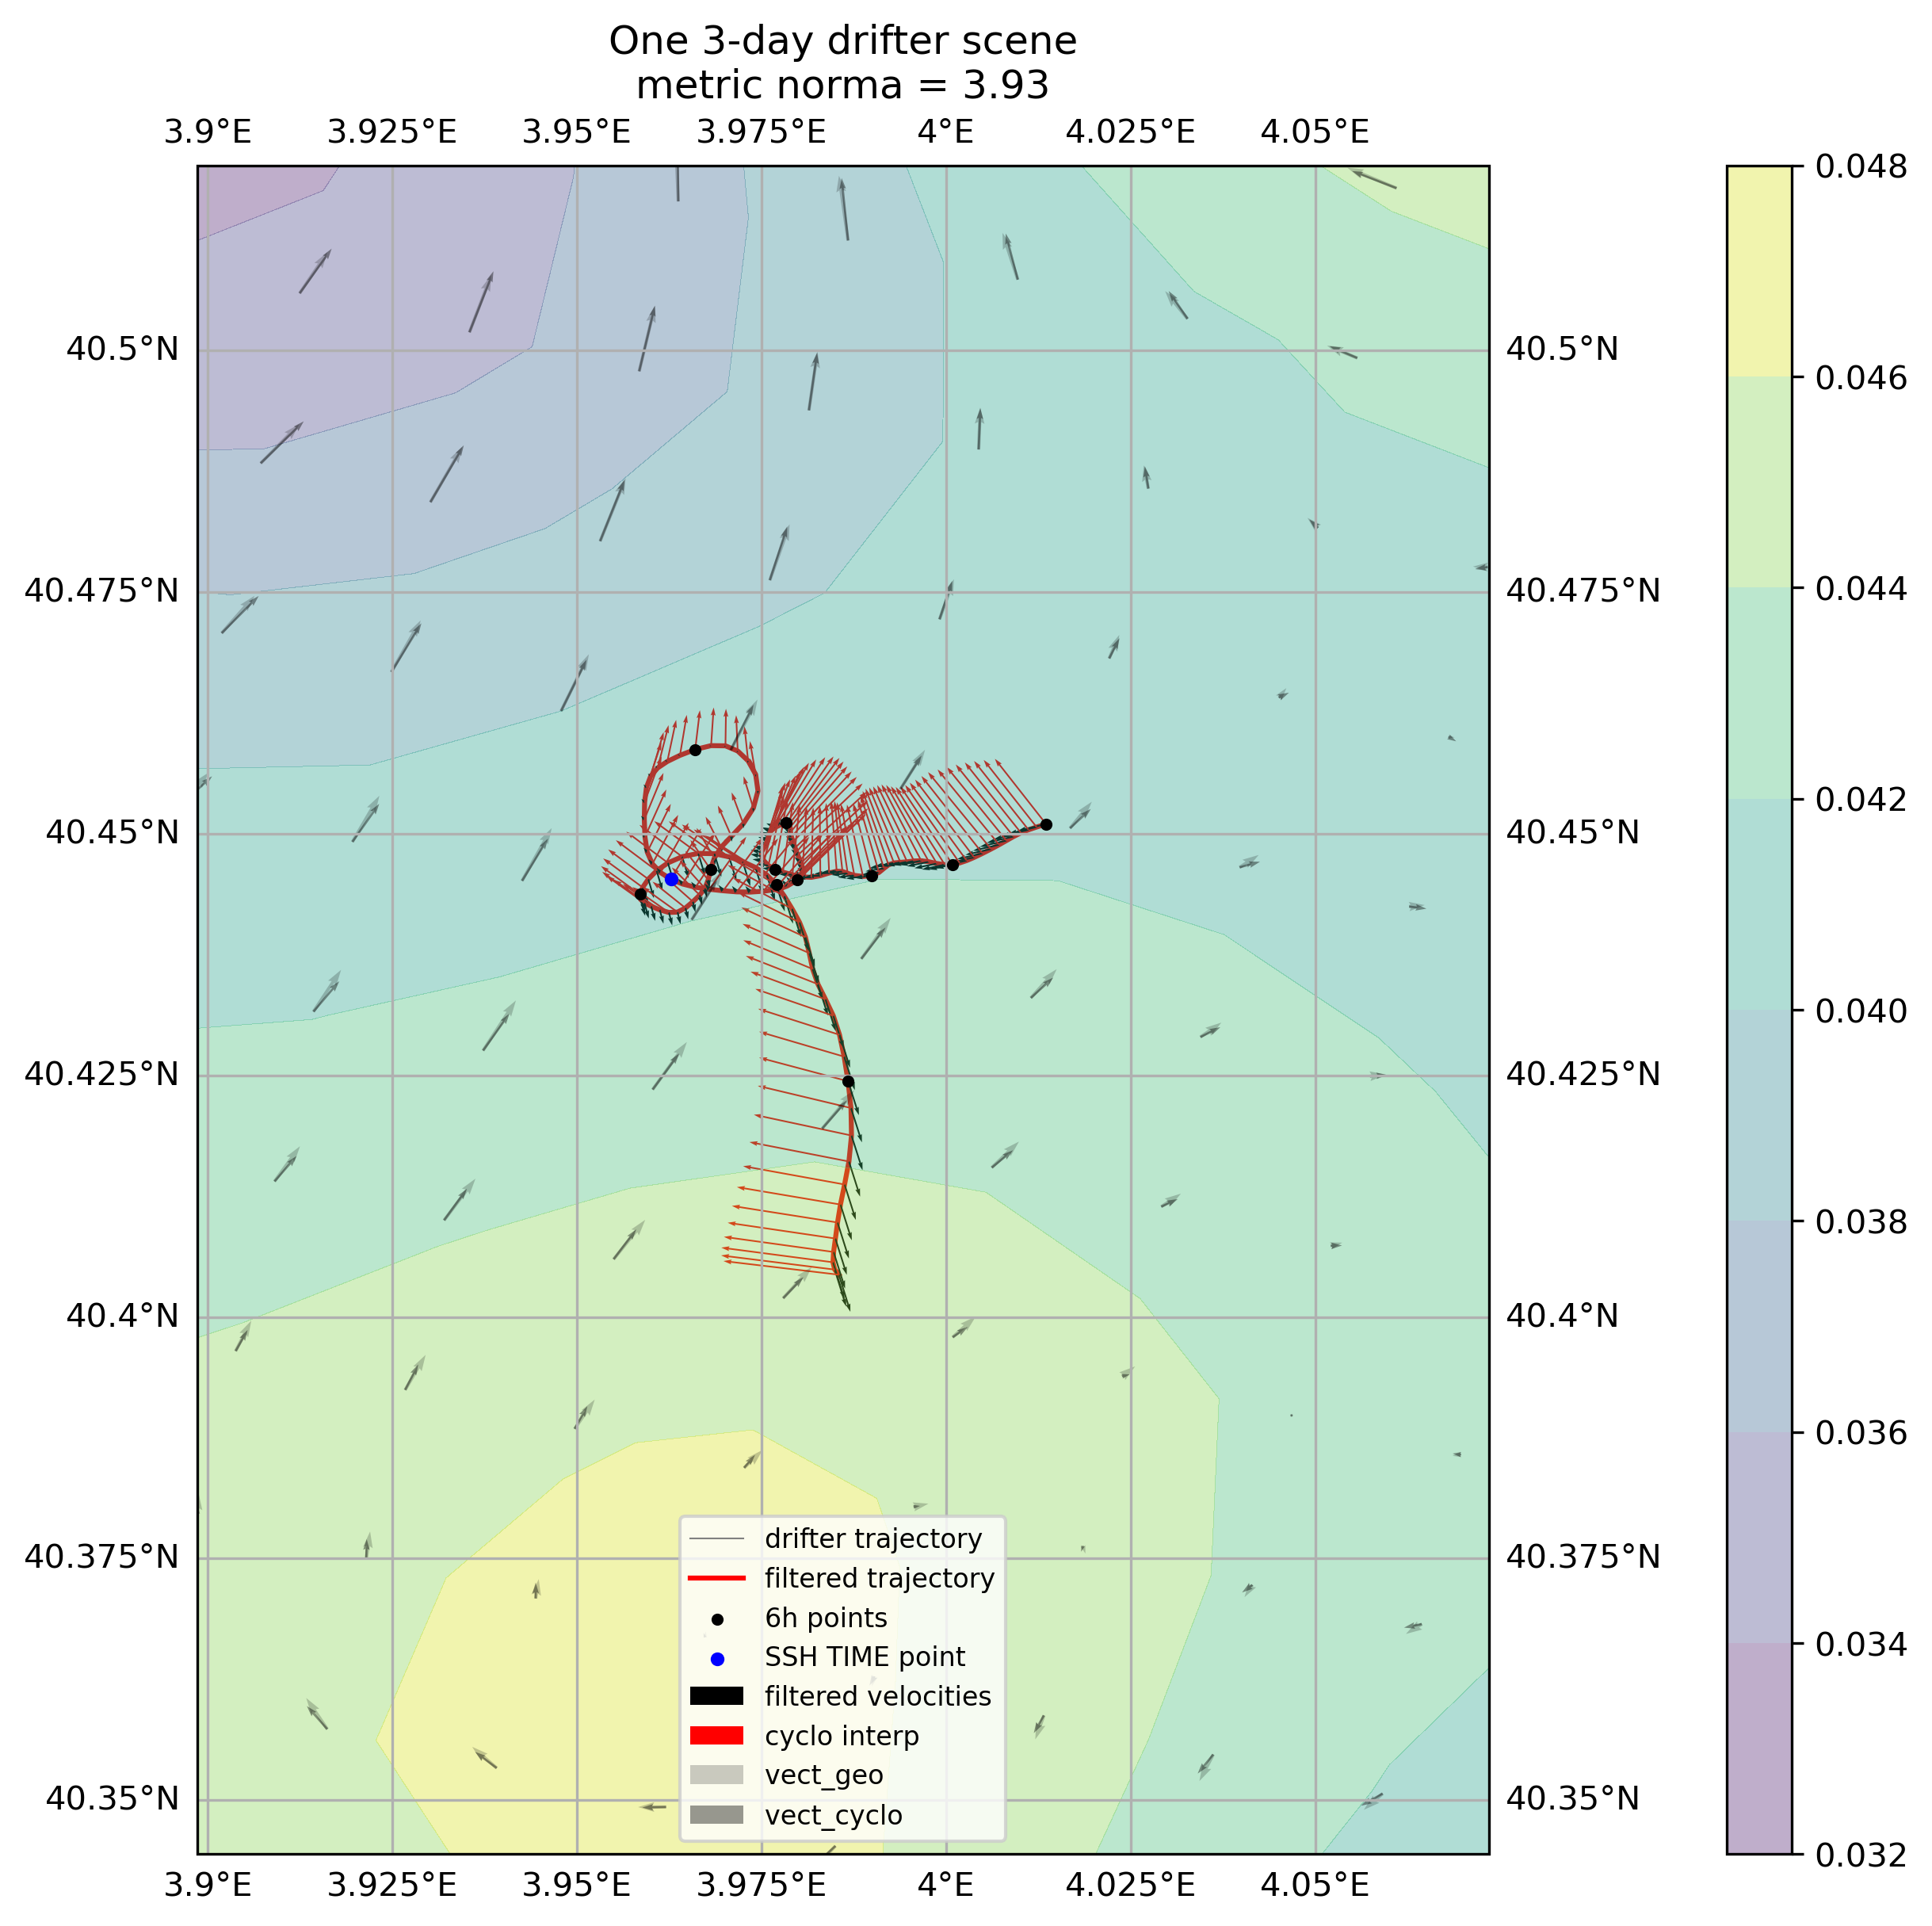 One 3-day drifter scene
metric norma = 3.93
3.9°E 3.925°E 3.95°E 3.975°E 4°E 4.025°E 4.05°E
40.5°N 40.5°N
40.475°N 40.475°N
40.45°N 40.45°N
40.425°N 40.425°N
40.4°N 40.4°N
40.375°N 40.375°N
40.35°N 40.35°N
3.9°E 3.925°E 3.95°E 3.975°E 4°E 4.025°E 4.05°E
drifter trajectory
filtered trajectory
6h points
SSH TIME point
filtered velocities
cyclo interp
vect_geo
vect_cyclo
0.048
0.046
0.044
0.042
0.040
0.038
0.036
0.034
0.032